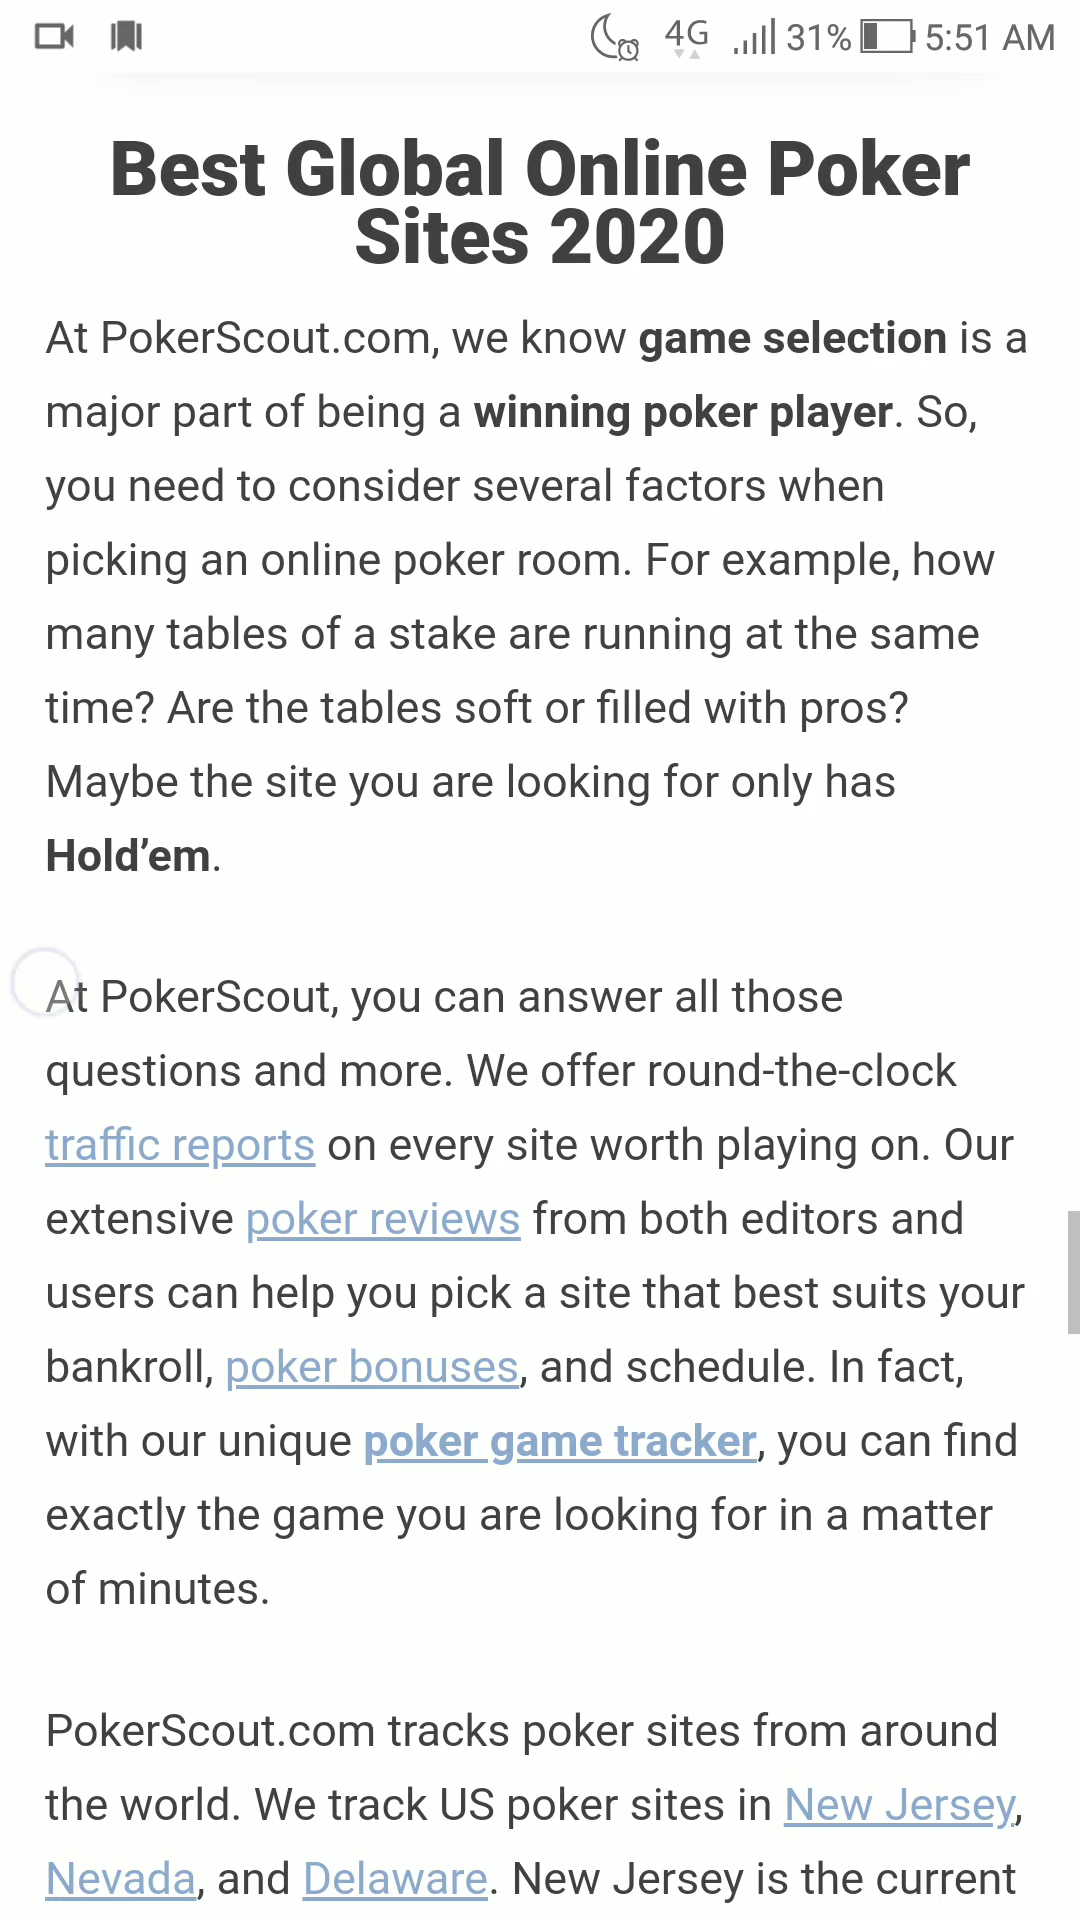 4G 31% 5:51 AM
Best Global Online Poker
Sites 2020
At PokerScout.com, we know game selection is a
major part of being a winning poker player. So,
you need to consider several factors when
picking an online poker room. For example, how
many tables of a stake are running at the same
time? Are the tables soft or filled with pros?
Maybe the site you are looking for only has
Hold’em.
At PokerScout, you can answer all those
questions and more. We offer round-the-clock
traffic reports on every site worth playing on. Our
extensive poker reviews from both editors and
users can help you pick a site that best suits your
bankroll, poker bonuses, and schedule. In fact,
with our unique poker game tracker, you can find
exactly the game you are looking for in a matter
of minutes.
PokerScout.com tracks poker sites from around
the world. We track US poker sites in New Jersey,
Nevada, and Delaware. New Jersey is the current